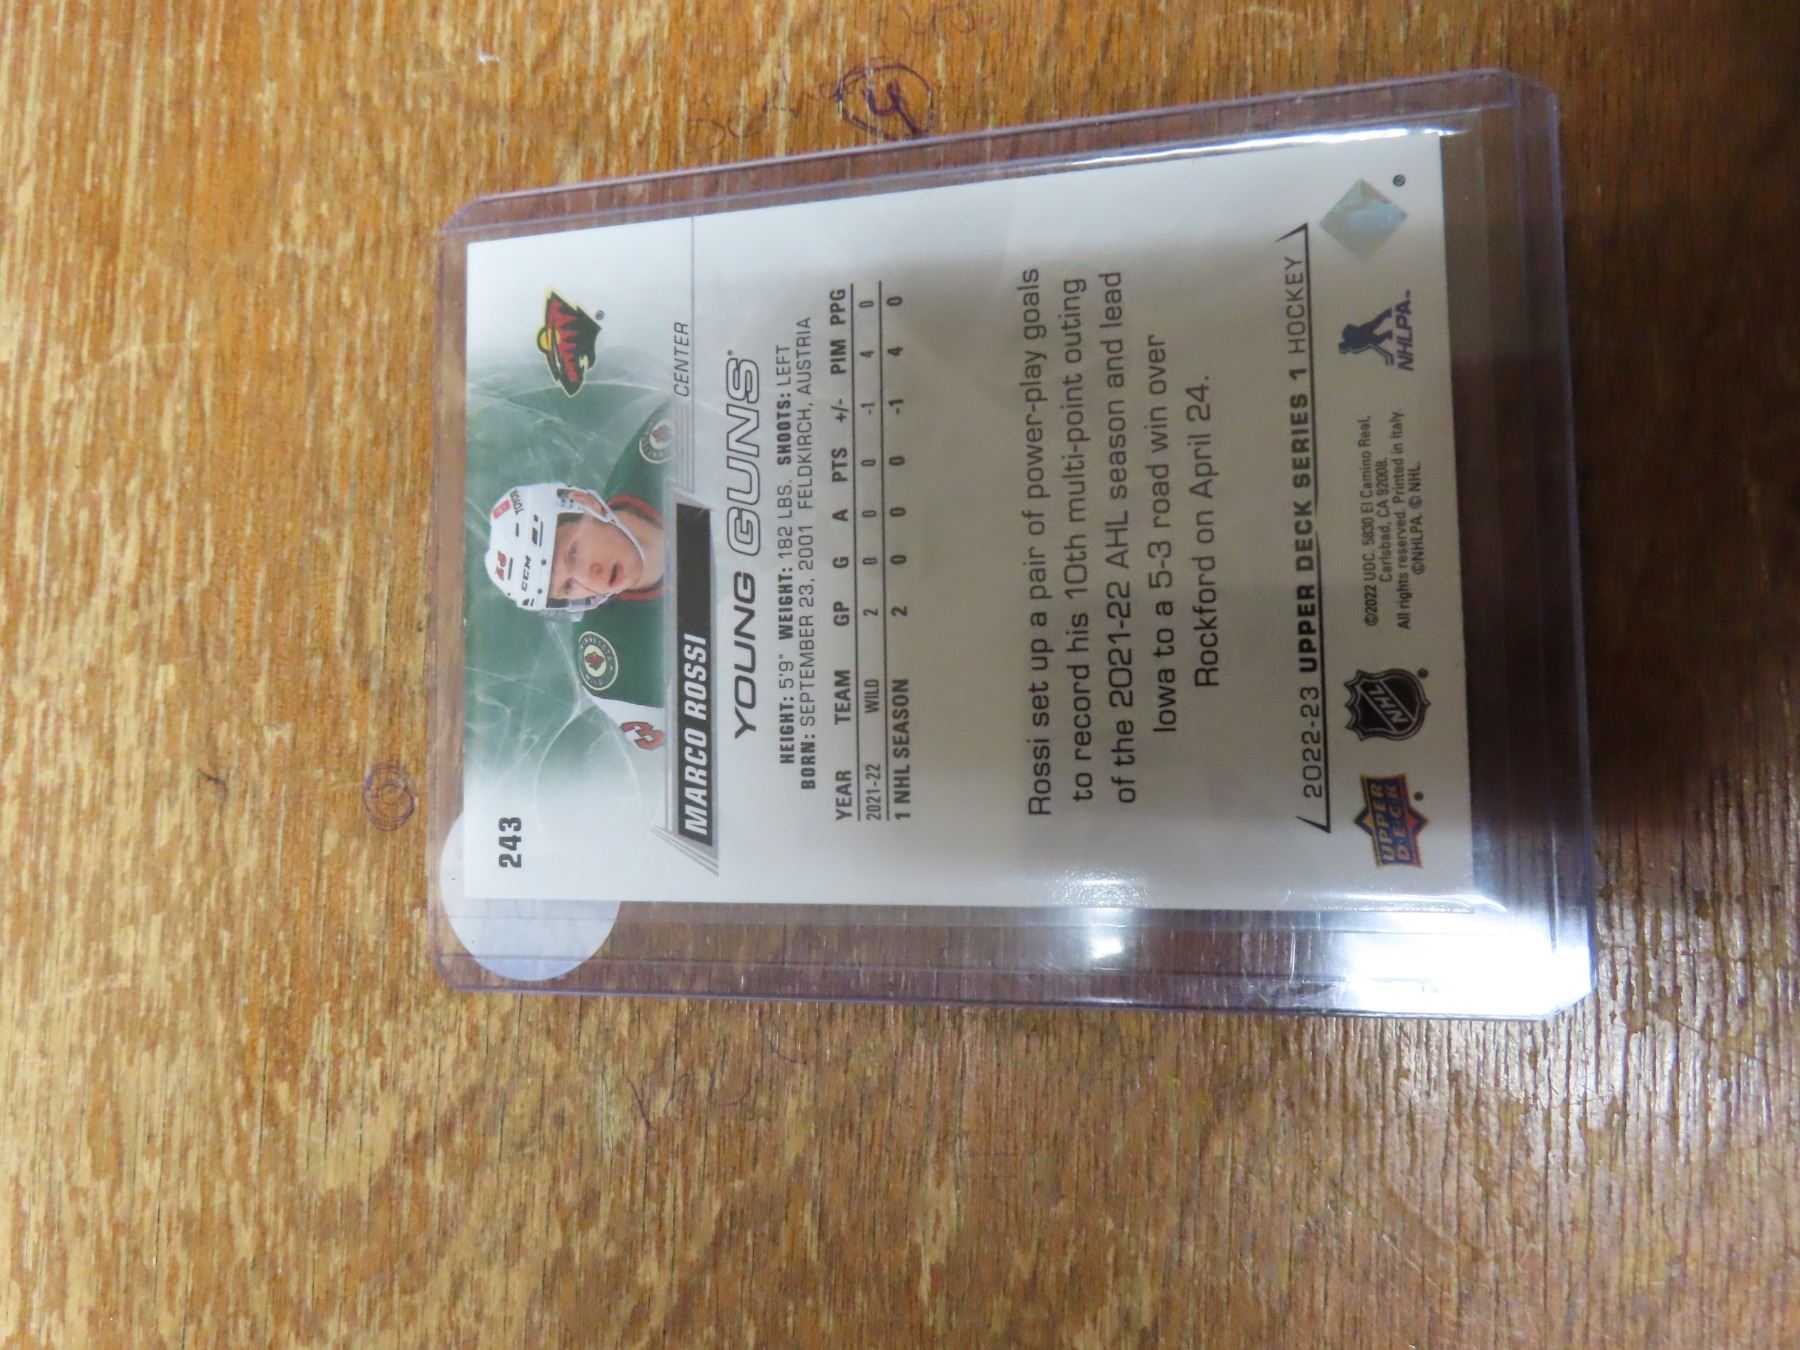 243
CCM
CENTER
MARCO ROSSI
YOUNG GUNS
HEIGHT: 5'9" WEIGHT: 182 LBS. SHOOTS: LEFT
BORN: SEPTEMBER 23, 2001 FELDKIRCH, AUSTRIA
YEAR TEAM GP G A PTS +/- PIM PPG
2021-22 WILD 2 0 0 0 -1 4 0
1 NHL SEASON 2 0 0 0 -1 4 0
Rossi set up a pair of power-play goals
to record his 10th multi-point outing
of the 2021-22 AHL season and lead
Iowa to a 5-3 road win over
Rockford on April 24.
2022-23 UPPER DECK SERIES 1 HOCKEY
UPPER
DECK
®
NHL
®
©2022 UDC. 5830 El Camino Real,
Carlsbad, CA 92008.
All rights reserved. Printed in Italy.
©NHLPA. © NHL.
NHLPA™
®
4